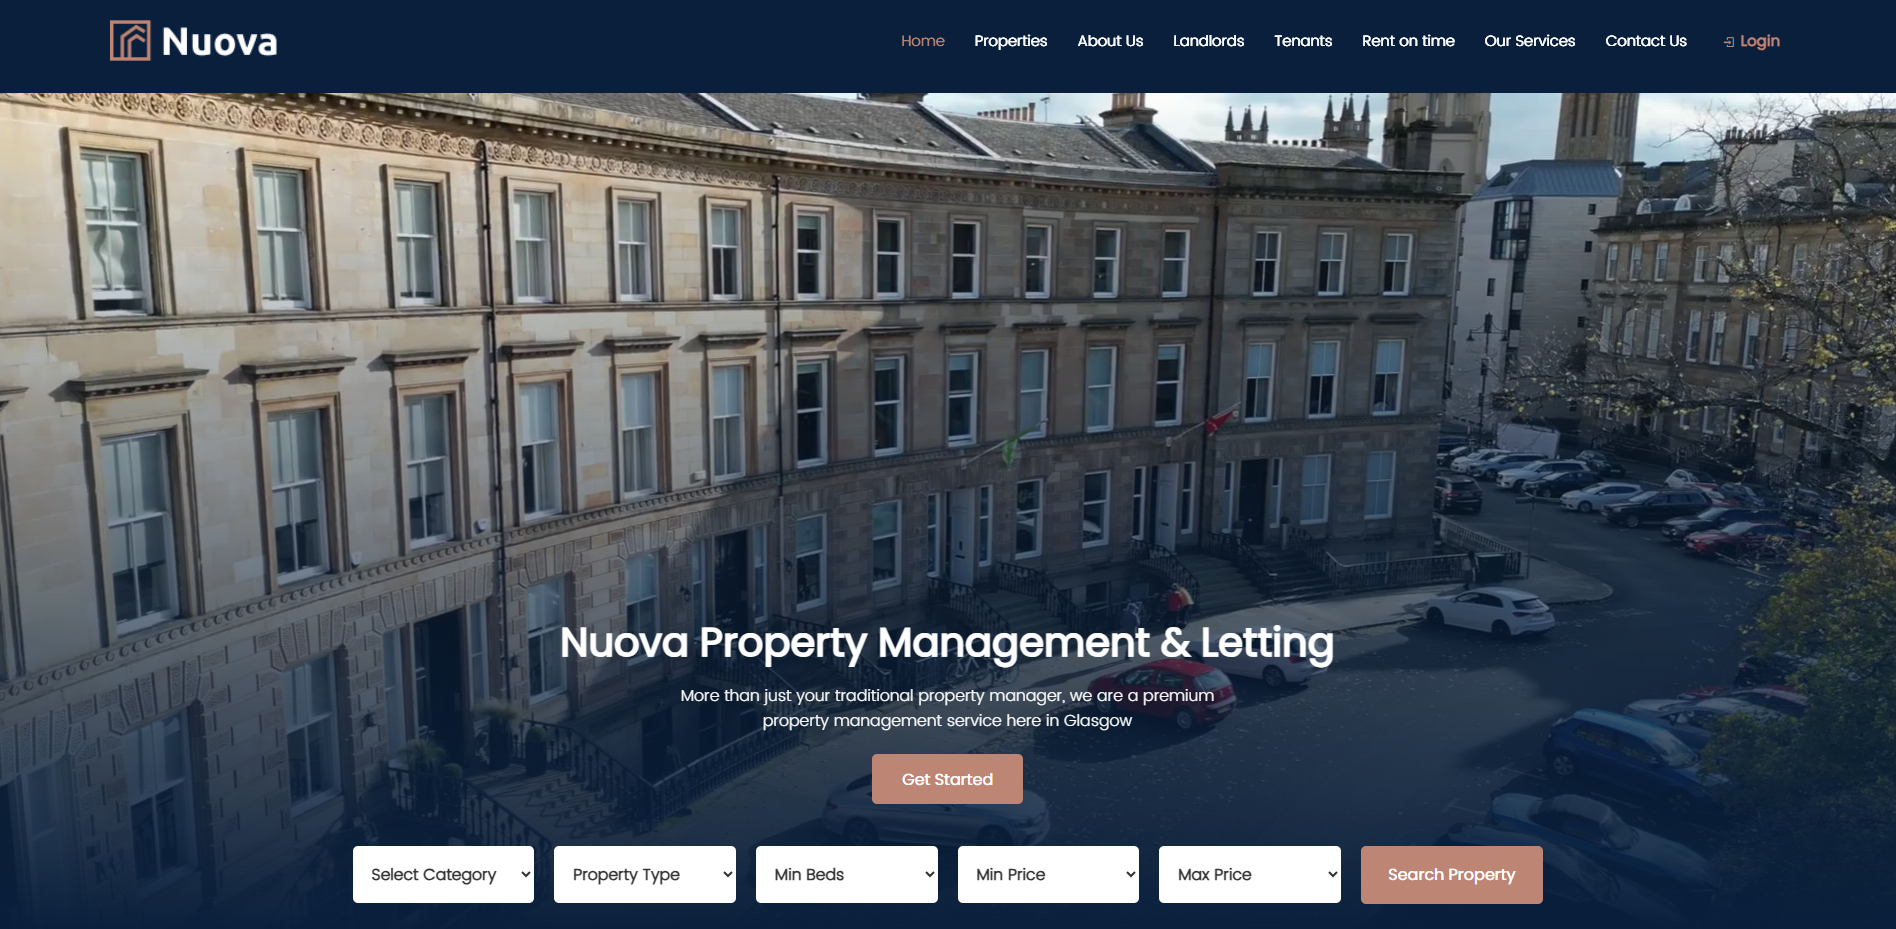 Nuova
Home
Properties
About Us
Landlords
Tenants
Rent on time
Our Services
Contact Us
Login
Nuova Property Management & Letting
More than just your traditional property manager, we are a premium
property management service here in Glasgow
Get Started
Select Category
Property Type
Min Beds
Min Price
Max Price
Search Property